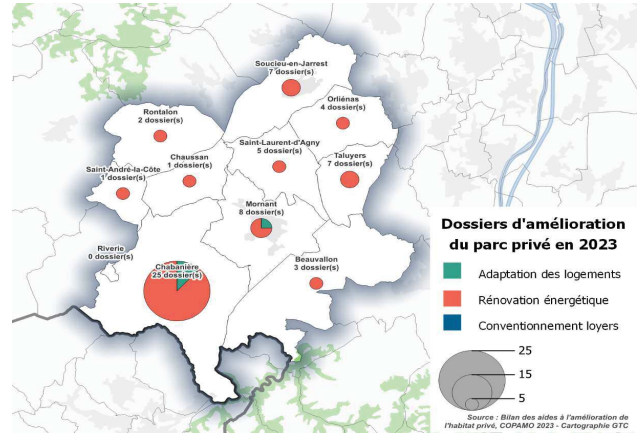 Soucieu-en-Jarrest
7 dossier(s)
Orliénas
4 dossier(s)
Rontalon
2 dossier(s)
Saint-Laurent-d'Agny
5 dossier(s)
Chaussan
1 dossier(s)
Taluyers
7 dossier(s)
Saint-André-la-Côte
1 dossier(s)
Mornant
8 dossier(s)
Riverie
0 dossier(s)
Chabanière
25 dossier(s)
Beauvallon
3 dossier(s)
Dossiers d'amélioration
du parc privé en 2023
Adaptation des logements
Rénovation énergétique
Conventionnement loyers
25
15
5
Source : Bilan des aides à l'amélioration de
l'habitat privé, COPAMO 2023 - Cartographie GTC